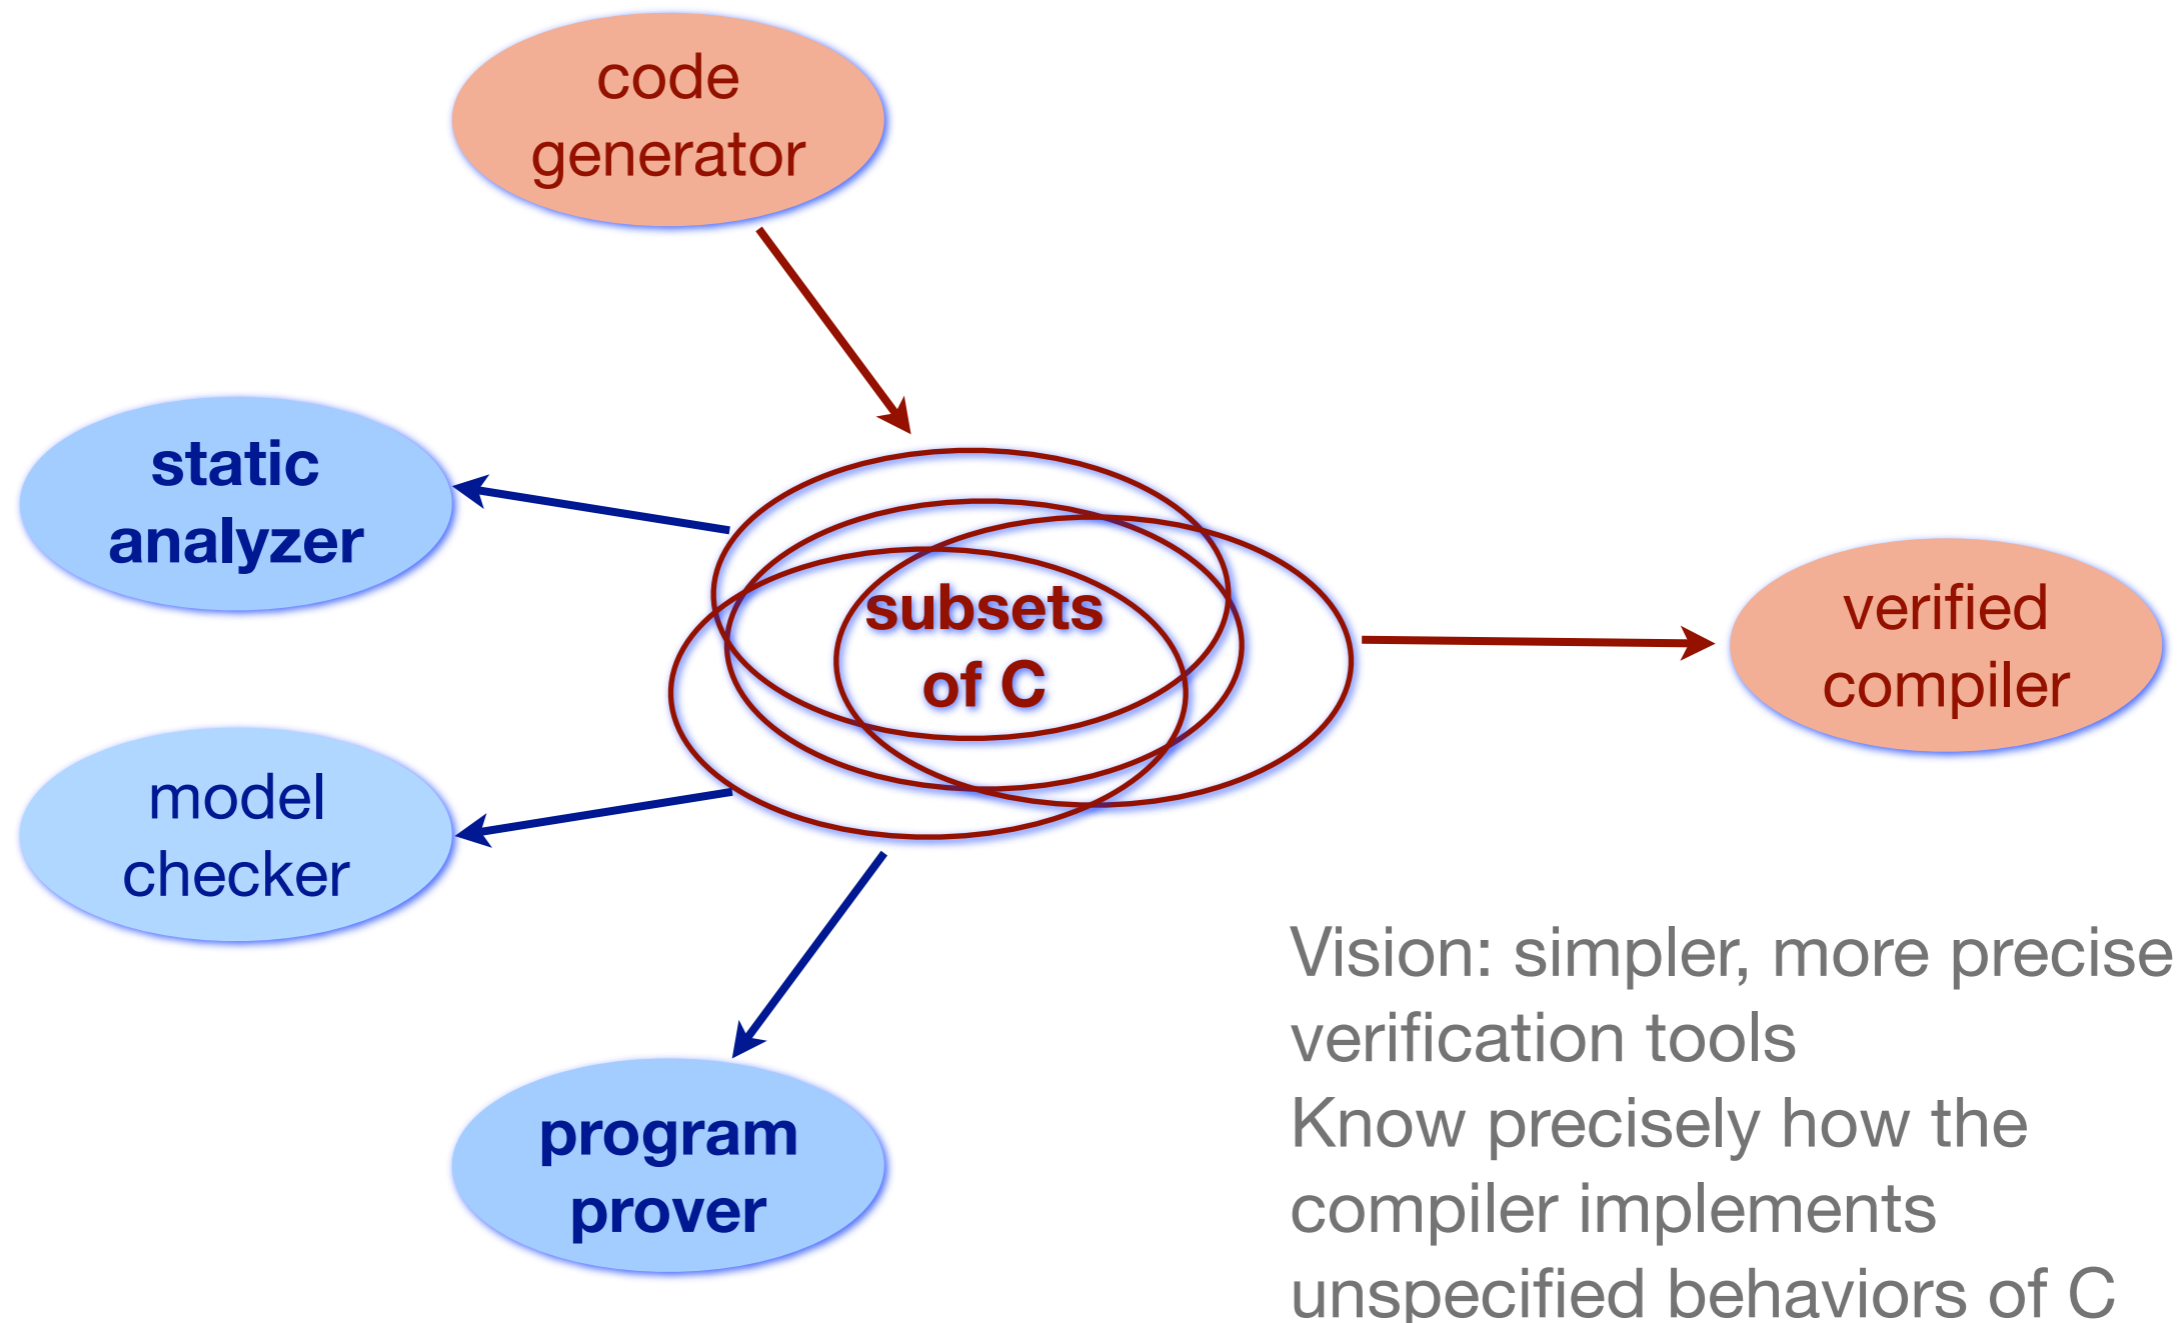 code
generator
static
analyzer
subsets
of C
verified
compiler
model
checker
program
prover
Vision: simpler, more precise
verification tools
Know precisely how the
compiler implements
unspecified behaviors of C